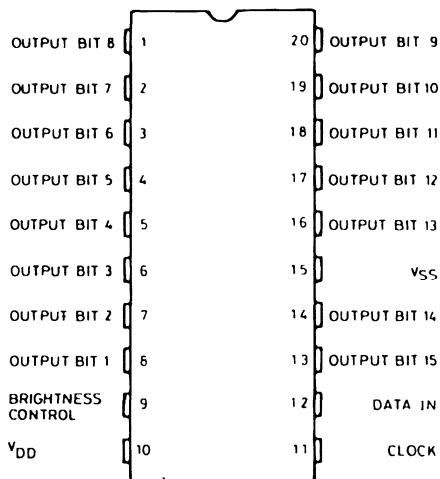 OUTPUT BIT 8 1 20 OUTPUT BIT 9
OUTPUT BIT 7 2 19 OUTPUT BIT 10
OUTPUT BIT 6 3 18 OUTPUT BIT 11
OUTPUT BIT 5 4 17 OUTPUT BIT 12
OUTPUT BIT 4 5 16 OUTPUT BIT 13
OUTPUT BIT 3 6 15 VSS
OUTPUT BIT 2 7 14 OUTPUT BIT 14
OUTPUT BIT 1 8 13 OUTPUT BIT 15
BRIGHTNESS
CONTROL 9 12 DATA IN
VDD 10 11 CLOCK